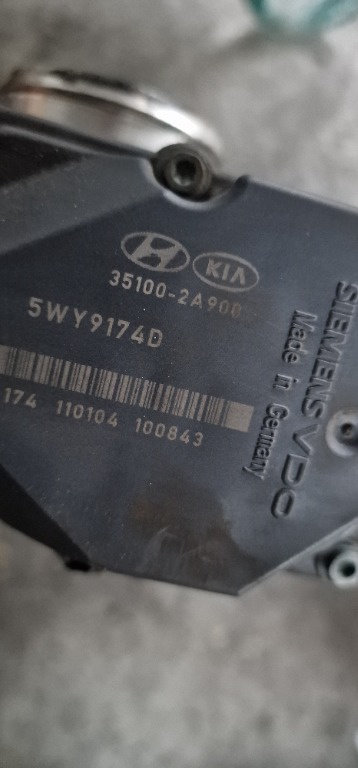 H KIA
35100-2A900
5WY9174D
174 110104 100843
SIEMENS VDO
Made in Germany